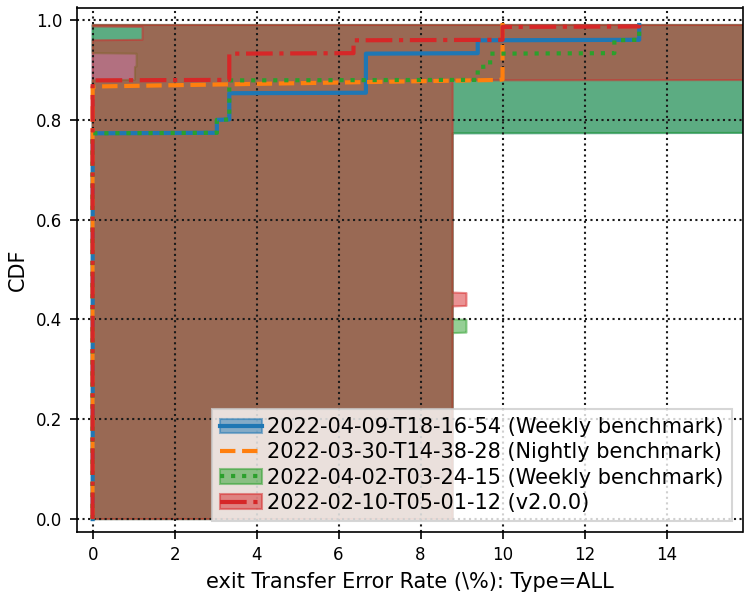 1.0
0.8
0.6
0.4
0.2
0.0
CDF
2022-04-09-T18-16-54 (Weekly benchmark)
2022-03-30-T14-38-28 (Nightly benchmark)
2022-04-02-T03-24-15 (Weekly benchmark)
2022-02-10-T05-01-12 (v2.0.0)
0 2 4 6 8 10 12 14
exit Transfer Error Rate (\%): Type=ALL